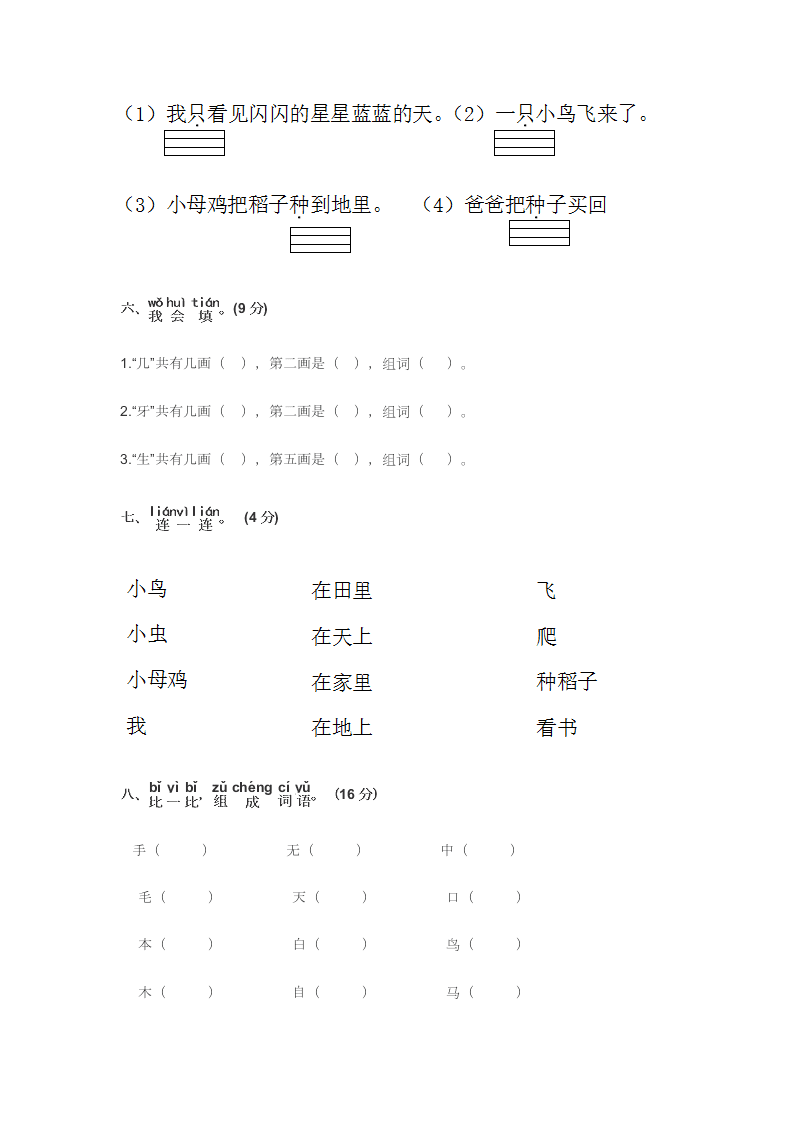 （1）我只看见闪闪的星星蓝蓝的天。（2）一只小鸟飞来了。
（3）小母鸡把稻子种到地里。 （4）爸爸把种子买回
wǒ huì tián
六、我会填。(9 分)
1.“几”共有几画（ ），第二画是（ ），组词（ ）。
2.“牙”共有几画（ ），第二画是（ ），组词（ ）。
3.“生”共有几画（ ），第五画是（ ），组词（ ）。
lián yì lián
七、连一连。 (4 分)
小鸟 在田里 飞
小虫 在天上 爬
小母鸡 在家里 种稻子
我 在地上 看书
bǐ yì bǐ， zǔ chéng cí yǔ
八、比一比，组成词语。 (16 分)
手（ ） 无（ ） 中（ ）
毛（ ） 天（ ） 口（ ）
本（ ） 白（ ） 鸟（ ）
木（ ） 自（ ） 马（ ）